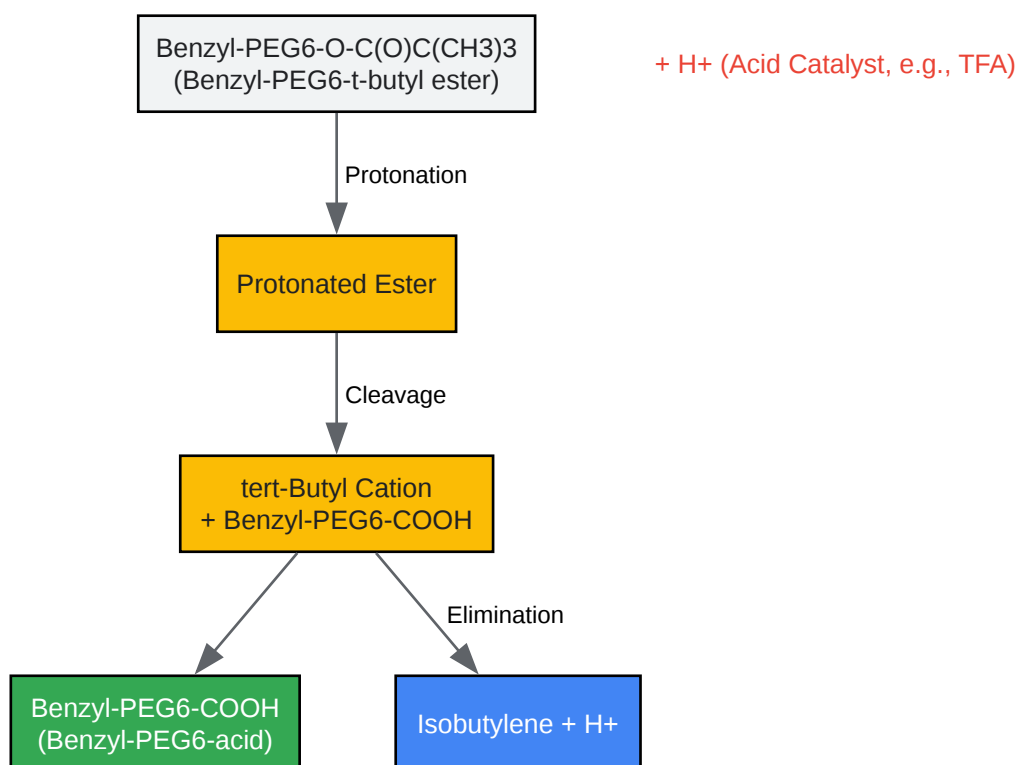 Benzyl-PEG6-O-C(O)C(CH3)3
(Benzyl-PEG6-t-butyl ester)
+ H+ (Acid Catalyst, e.g., TFA)
Protonation
Protonated Ester
Cleavage
tert-Butyl Cation
+ Benzyl-PEG6-COOH
Elimination
Benzyl-PEG6-COOH
(Benzyl-PEG6-acid)
Isobutylene + H+